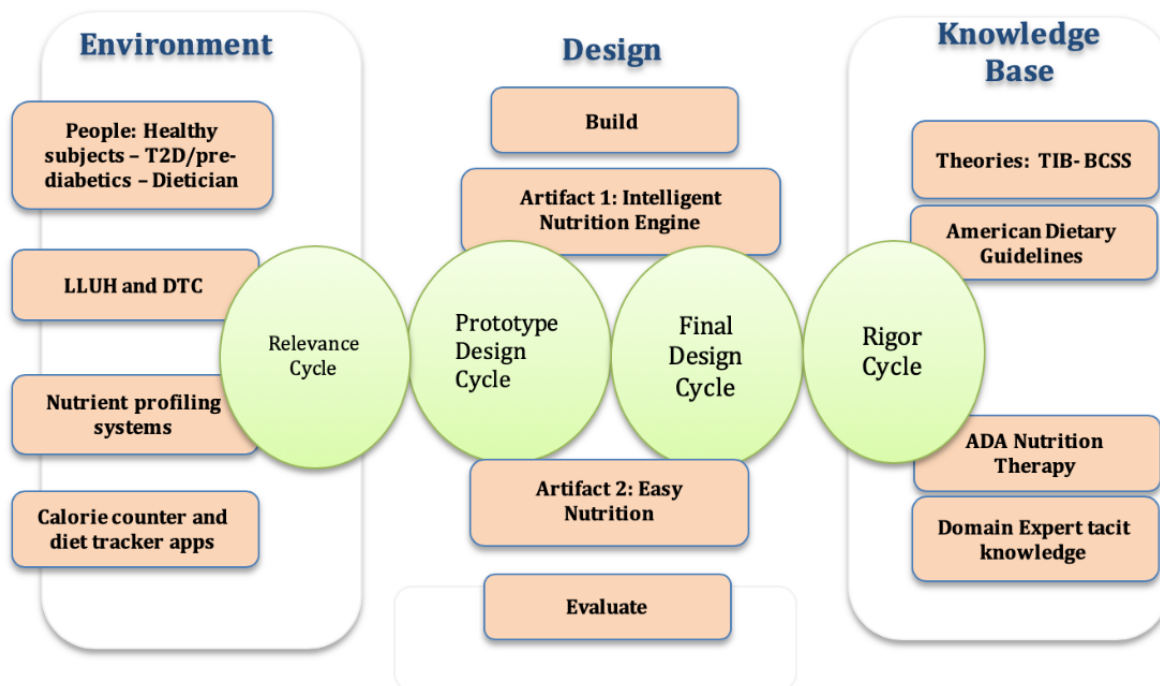 Environment
People: Healthy
subjects – T2D/pre-
diabetics – Dietician
LLUH and DTC
Nutrient profiling
systems
Calorie counter and
diet tracker apps
Relevance
Cycle
Design
Build
Artifact 1: Intelligent
Nutrition Engine
Prototype
Design
Cycle
Final
Design
Cycle
Artifact 2: Easy
Nutrition
Evaluate
Knowledge
Base
Theories: TIB- BCSS
American Dietary
Guidelines
Rigor
Cycle
ADA Nutrition
Therapy
Domain Expert tacit
knowledge